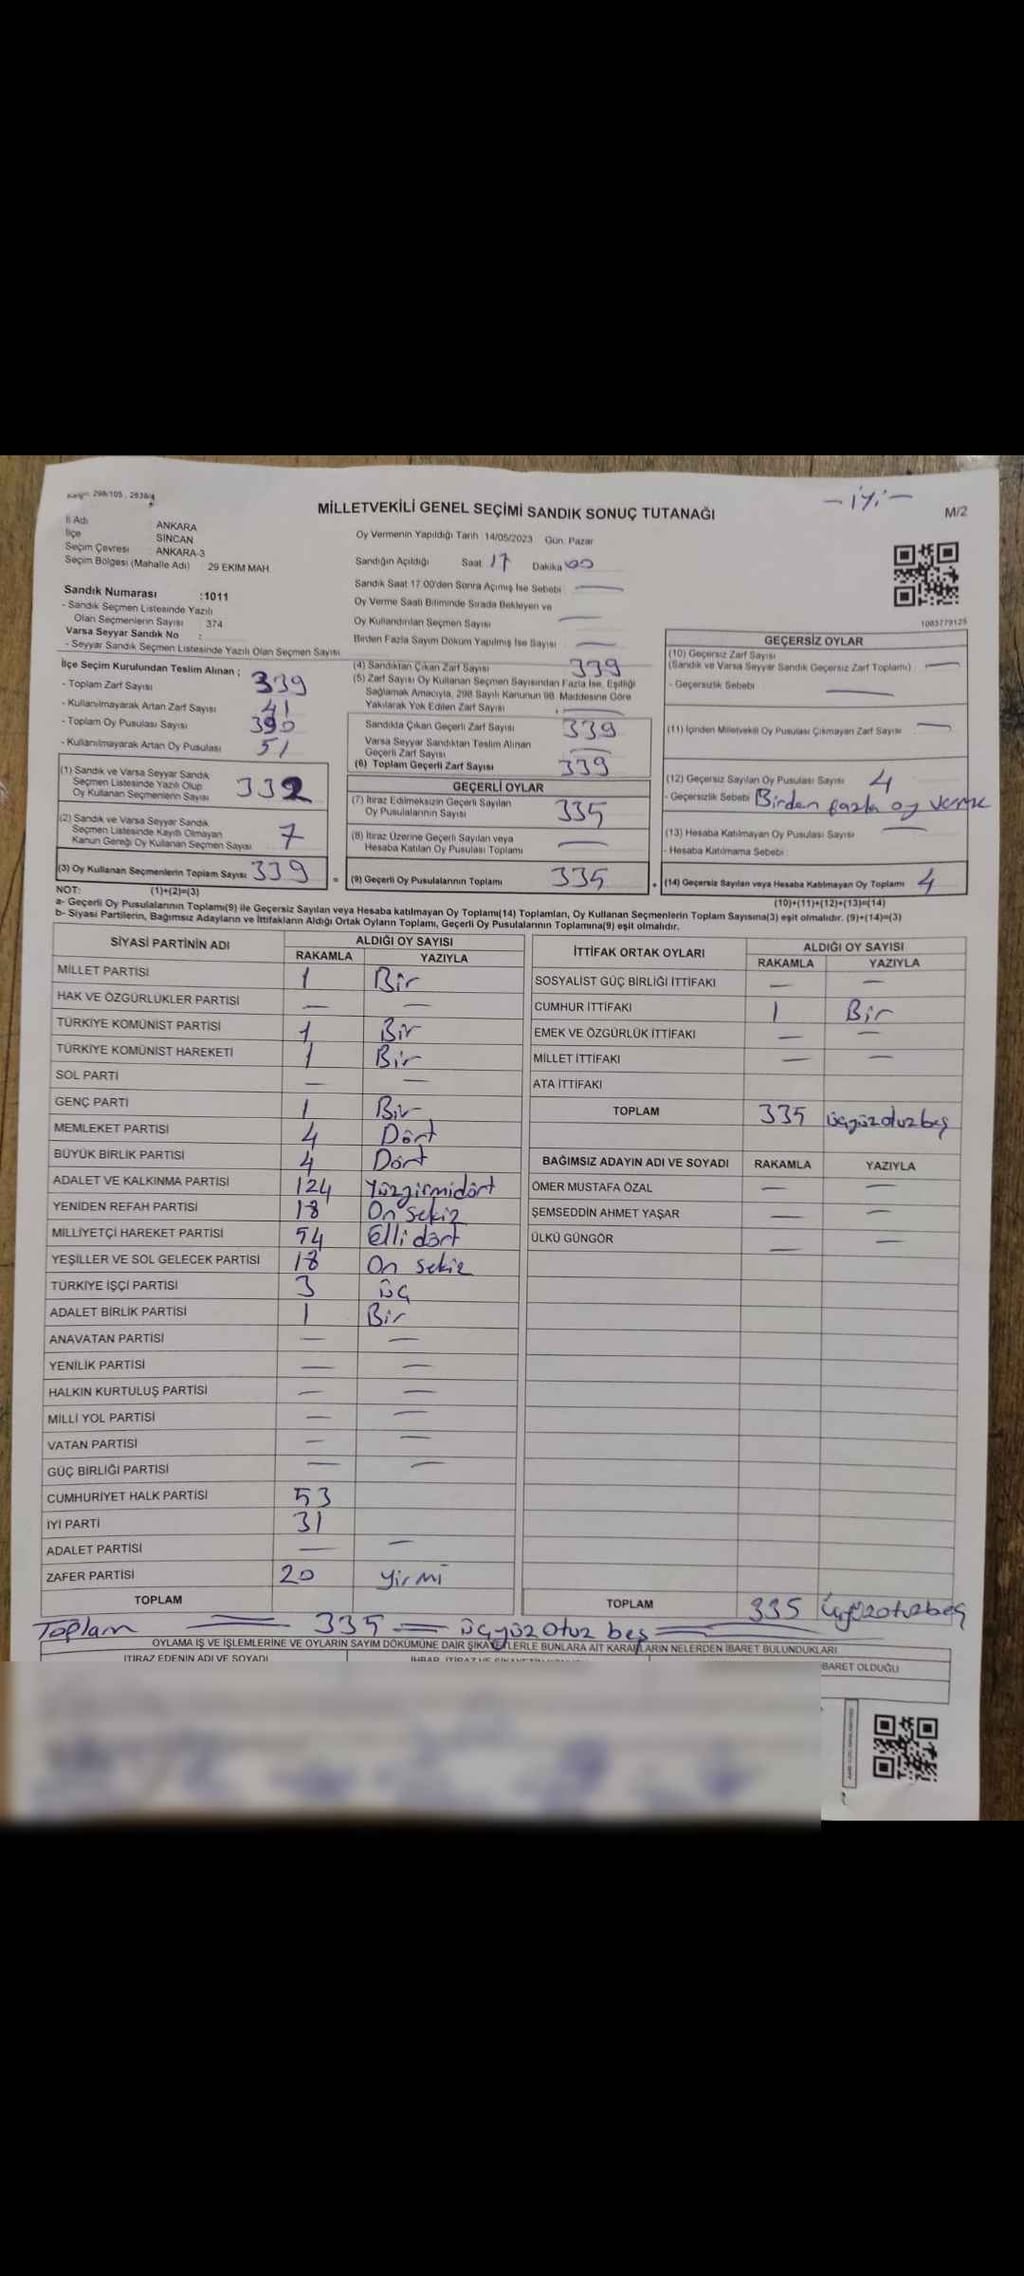 Kanun: 298/105, 2839/4
- iyi -
MİLLETVEKİLİ GENEL SEÇİMİ SANDIK SONUÇ TUTANAĞI
M/2
İl Adı ANKARA
İlçe SİNCAN
Seçim Çevresi ANKARA-3
Seçim Bölgesi (Mahalle Adı) 29 EKİM MAH.
Oy Vermenin Yapıldığı Tarih 14/05/2023 Gün: Pazar
Sandığın Açıldığı Saat 17 Dakika 00
Sandık Saat 17.00'den Sonra Açımış İse Sebebi —
Oy Verme Saati Bitiminde Sırada Bekleyen ve
Oy Kullandırılan Seçmen Sayısı —
Birden Fazla Sayım Döküm Yapılmış İse Sayısı —
Sandık Numarası :1011
- Sandık Seçmen Listesinde Yazılı
Olan Seçmenlerin Sayısı 374
Varsa Seyyar Sandık No :
- Seyyar Sandık Seçmen Listesinde Yazılı Olan Seçmen Sayısı
1083779125
İlçe Seçim Kurulundan Teslim Alınan ;
- Toplam Zarf Sayısı 339
- Kullanılmayarak Artan Zarf Sayısı 41
- Toplam Oy Pusulası Sayısı 390
- Kullanılmayarak Artan Oy Pusulası 51
(1) Sandık ve Varsa Seyyar Sandık
Seçmen Listesinde Yazılı Olup
Oy Kullanan Seçmenlerin Sayısı 332
(2) Sandık ve Varsa Seyyar Sandık
Seçmen Listesinde Kayıtlı Olmayan
Kanun Gereği Oy Kullanan Seçmen Sayısı 7
(3) Oy Kullanan Seçmenlerin Toplam Sayısı 339 =
(4) Sandıktan Çıkan Zarf Sayısı 339
(5) Zarf Sayısı Oy Kullanan Seçmen Sayısından Fazla İse, Eşitliği
Sağlamak Amacıyla, 298 Sayılı Kanunun 98. Maddesine Göre
Yakılarak Yok Edilen Zarf Sayısı : —
Sandıkta Çıkan Geçerli Zarf Sayısı 339
Varsa Seyyar Sandıktan Teslim Alınan
Geçerli Zarf Sayısı —
(6) Toplam Geçerli Zarf Sayısı 339
GEÇERLİ OYLAR
(7) İtiraz Edilmeksizin Geçerli Sayılan
Oy Pusulalarının Sayısı 335
(8) İtiraz Üzerine Geçerli Sayılan veya
Hesaba Katılan Oy Pusulası Toplamı —
(9) Geçerli Oy Pusulalarının Toplamı 335 +
GEÇERSİZ OYLAR
(10) Geçersiz Zarf Sayısı
(Sandık ve Varsa Seyyar Sandık Geçersiz Zarf Toplamı) —
- Geçersizlik Sebebi —
(11) İçinden Milletvekili Oy Pusulası Çıkmayan Zarf Sayısı —
(12) Geçersiz Sayılan Oy Pusulası Sayısı 4
- Geçersizlik Sebebi Birden fazla oy verme
(13) Hesaba Katılmayan Oy Pusulası Sayısı —
- Hesaba Katılmama Sebebi :
(14) Geçersiz Sayılan veya Hesaba Katılmayan Oy Toplamı 4
NOT: (1)+(2)=(3)
(10)+(11)+(12)+(13)=(14)
a- Geçerli Oy Pusulalarının Toplamı(9) ile Geçersiz Sayılan veya Hesaba katılmayan Oy Toplamı(14) Toplamları, Oy Kullanan Seçmenlerin Toplam Sayısına(3) eşit olmalıdır. (9)+(14)=(3)
b- Siyasi Partilerin, Bağımsız Adayların ve İttifakların Aldığı Ortak Oyların Toplamı, Geçerli Oy Pusulalarının Toplamına(9) eşit olmalıdır.
SİYASİ PARTİNİN ADI ALDIĞI OY SAYISI
RAKAMLA YAZIYLA
MİLLET PARTİSİ 1 Bir
HAK VE ÖZGÜRLÜKLER PARTİSİ — —
TÜRKİYE KOMÜNİST PARTİSİ 1 Bir
TÜRKİYE KOMÜNİST HAREKETİ 1 Bir
SOL PARTİ — —
GENÇ PARTİ 1 Bir
MEMLEKET PARTİSİ 4 Dört
BÜYÜK BİRLİK PARTİSİ 4 Dört
ADALET VE KALKINMA PARTİSİ 124 Yüzyirmidört
YENİDEN REFAH PARTİSİ 18 On sekiz
MİLLİYETÇİ HAREKET PARTİSİ 54 Elli dört
YEŞİLLER VE SOL GELECEK PARTİSİ 18 On sekiz
TÜRKİYE İŞÇİ PARTİSİ 3 üç
ADALET BİRLİK PARTİSİ 1 Bir
ANAVATAN PARTİSİ — —
YENİLİK PARTİSİ — —
HALKIN KURTULUŞ PARTİSİ — —
MİLLİ YOL PARTİSİ — —
VATAN PARTİSİ — —
GÜÇ BİRLİĞİ PARTİSİ — —
CUMHURİYET HALK PARTİSİ 53
İYİ PARTİ 31
ADALET PARTİSİ — —
ZAFER PARTİSİ 20 Yirmi
TOPLAM
İTTİFAK ORTAK OYLARI ALDIĞI OY SAYISI
RAKAMLA YAZIYLA
SOSYALİST GÜÇ BİRLİĞİ İTTİFAKI — —
CUMHUR İTTİFAKI 1 Bir
EMEK VE ÖZGÜRLÜK İTTİFAKI — —
MİLLET İTTİFAKI — —
ATA İTTİFAKI
TOPLAM 335 üçyüzotuzbeş
BAĞIMSIZ ADAYIN ADI VE SOYADI RAKAMLA YAZIYLA
ÖMER MUSTAFA ÖZAL — —
ŞEMSEDDİN AHMET YAŞAR — —
ÜLKÜ GÜNGÖR — —
TOPLAM 335 üçyüzotuzbeş
Toplam = 335 = üçyüz otuz beş =
OYLAMA İŞ VE İŞLEMLERİNE VE OYLARIN SAYIM DÖKÜMÜNE DAİR ŞİKAYETLERLE BUNLARA AİT KARARLARIN NELERDEN İBARET BULUNDUKLARI
İTİRAZ EDENİN ADI VE SOYADI
BARET OLDUĞU